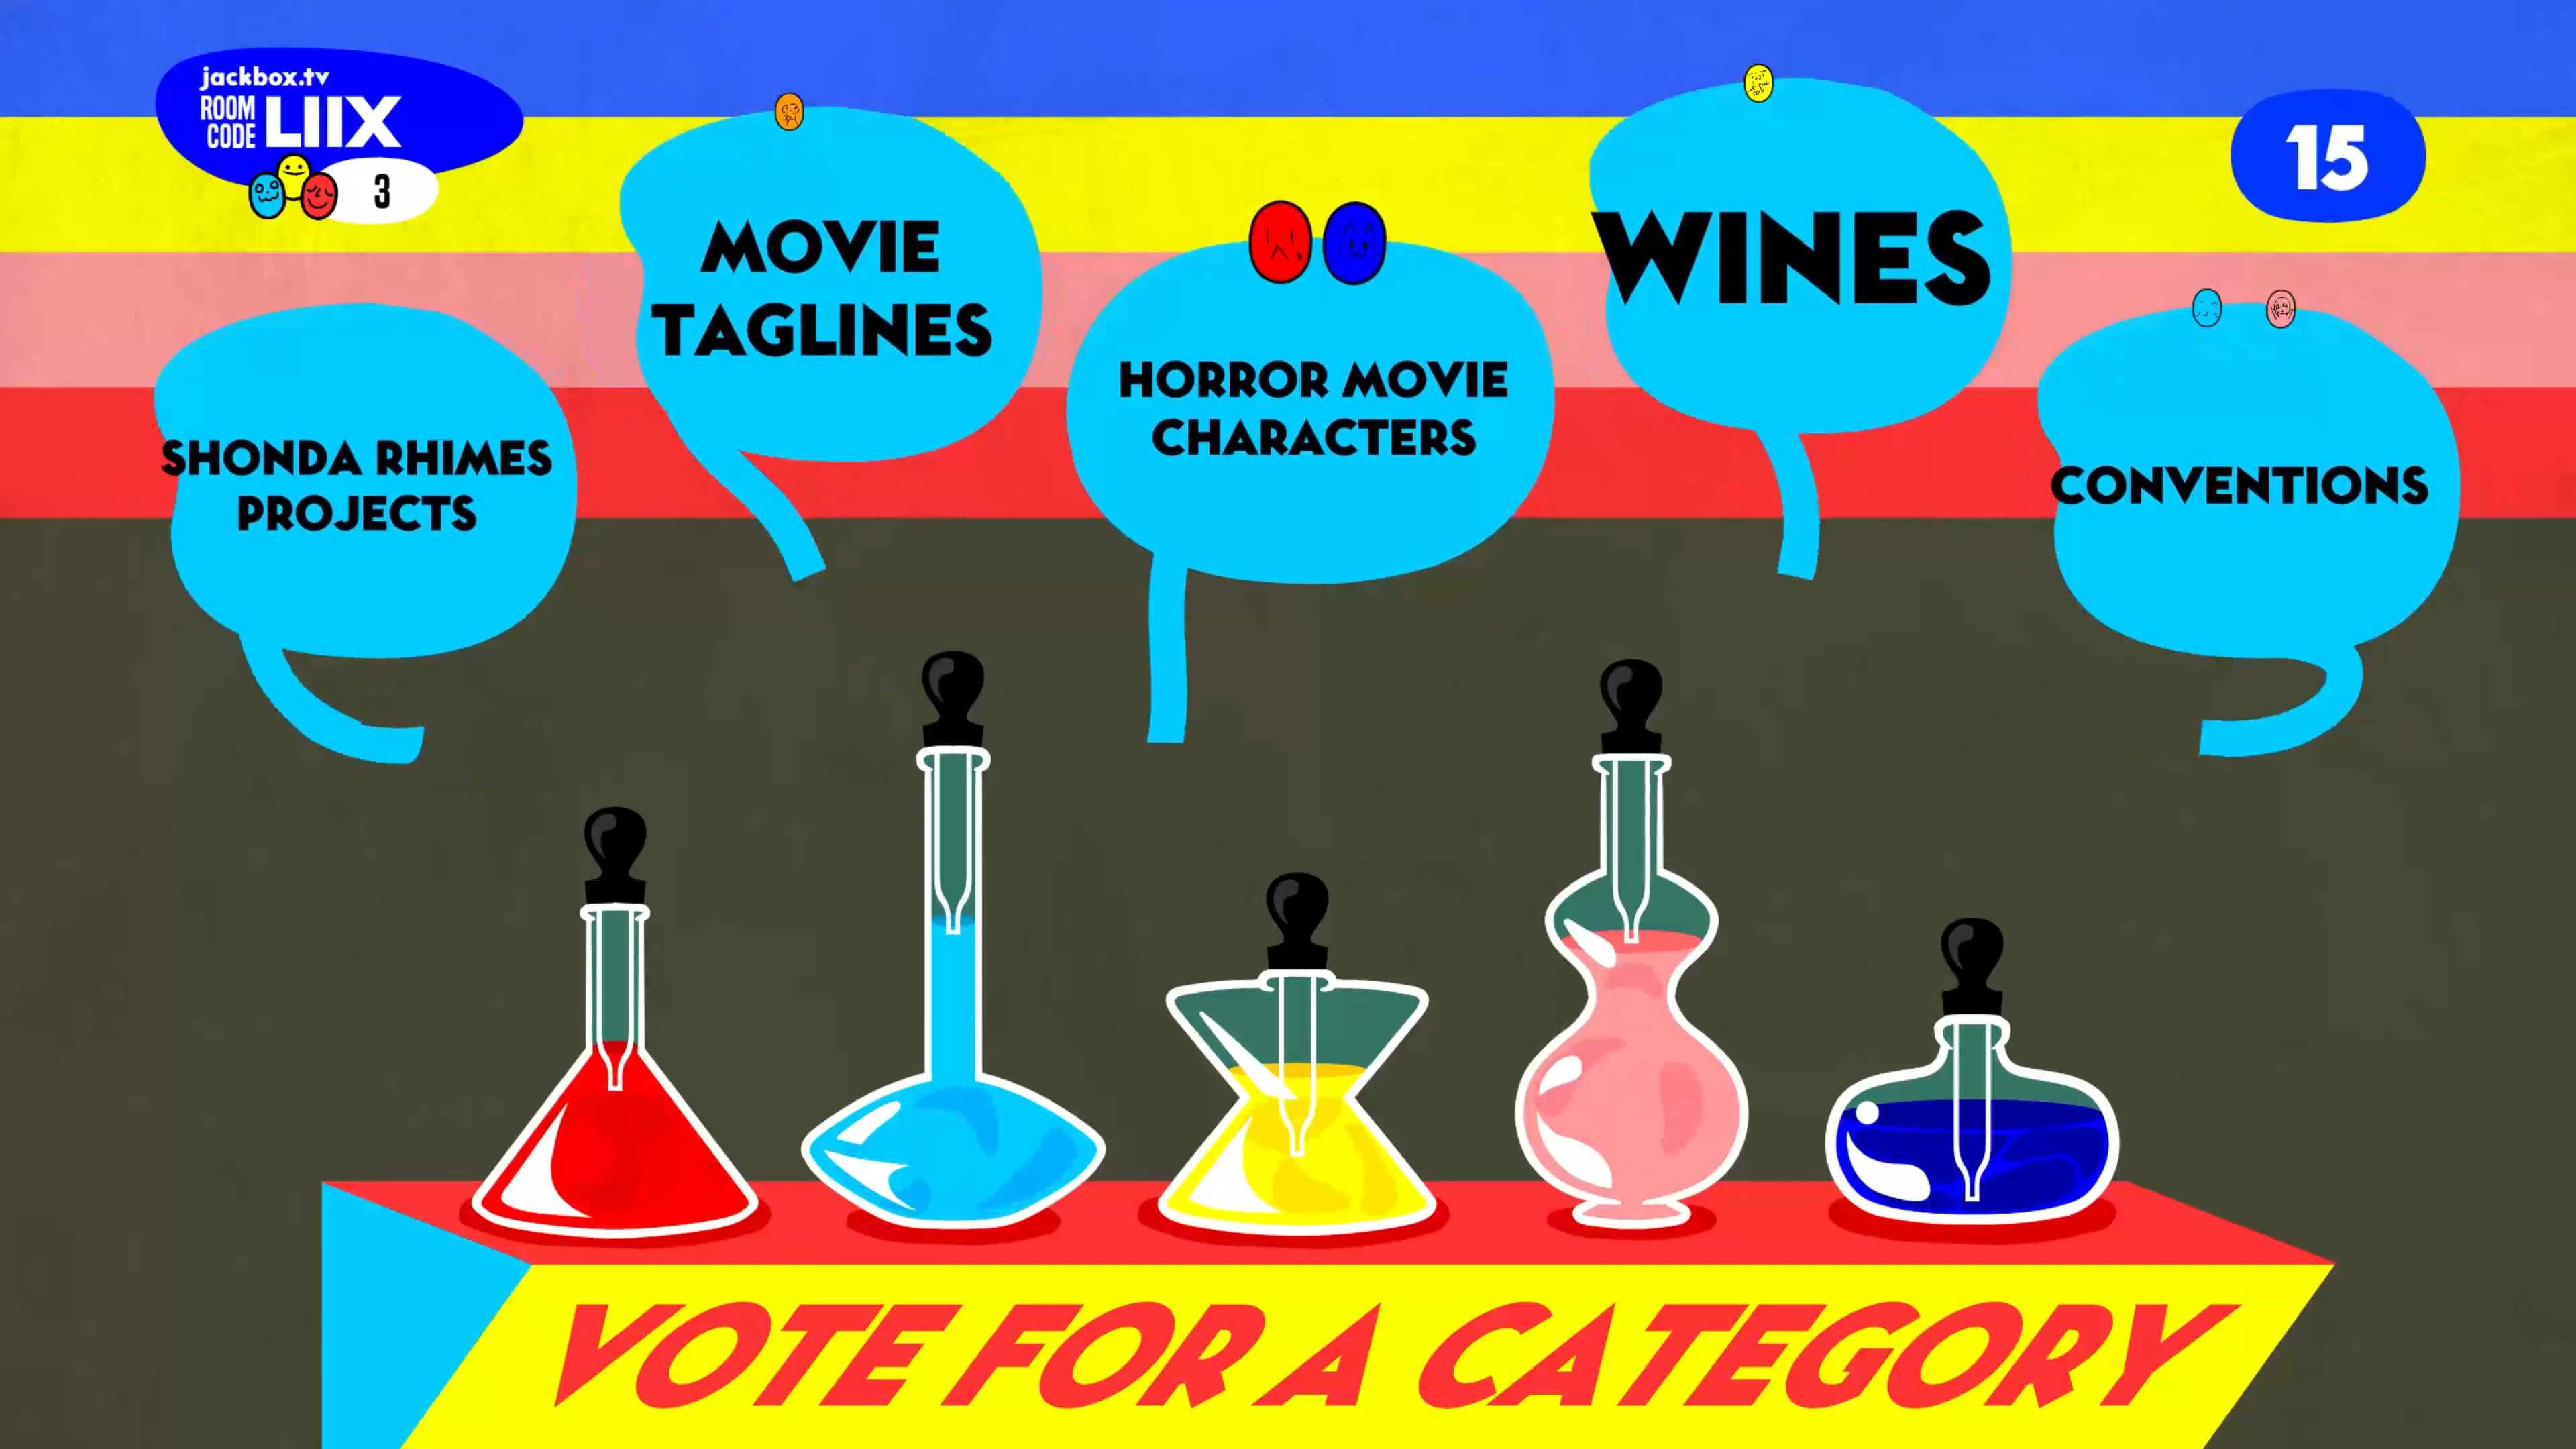 jackbox.tv
ROOM
CODE
LIIX
3
15
MOVIE
TAGLINES
WINES
HORROR MOVIE
CHARACTERS
SHONDA RHIMES
PROJECTS
CONVENTIONS
VOTE FOR A CATEGORY